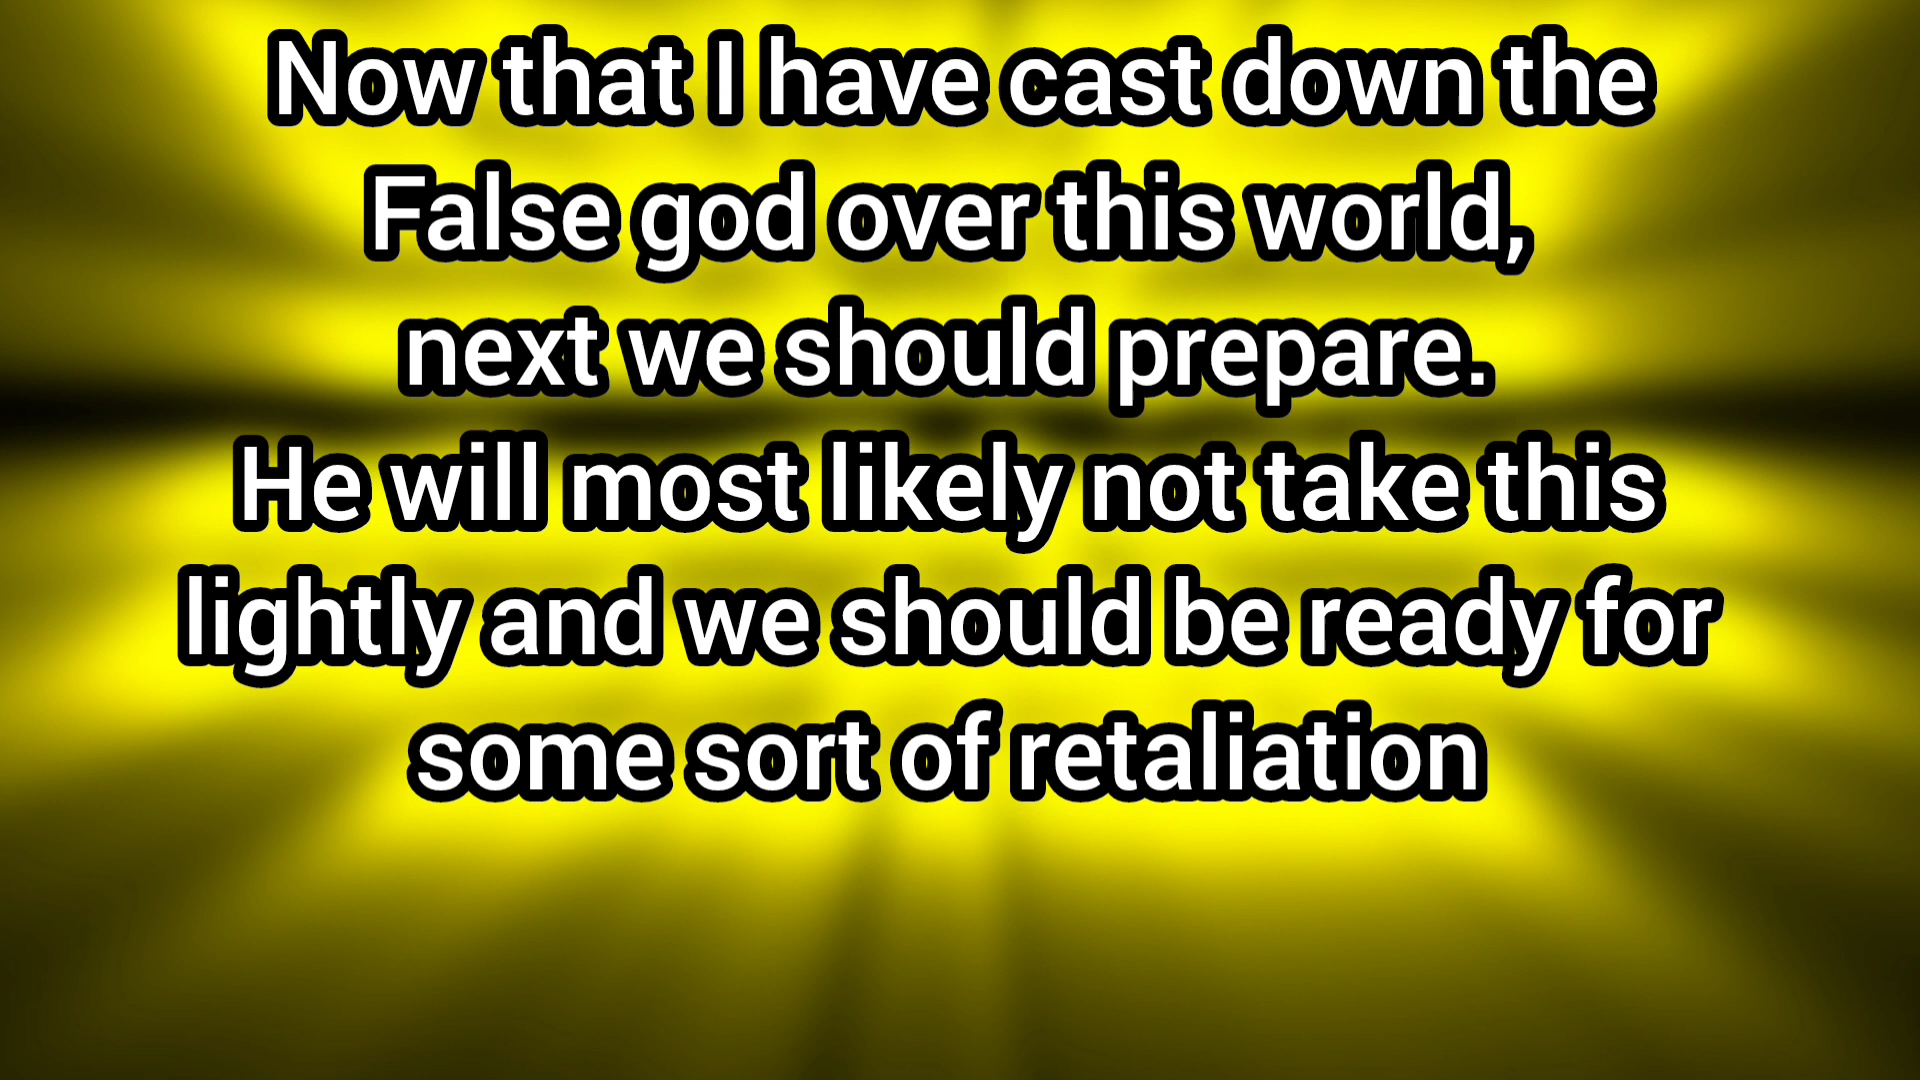 Now that I have cast down the
False god over this world,
next we should prepare.
He will most likely not take this
lightly and we should be ready for
some sort of retaliation